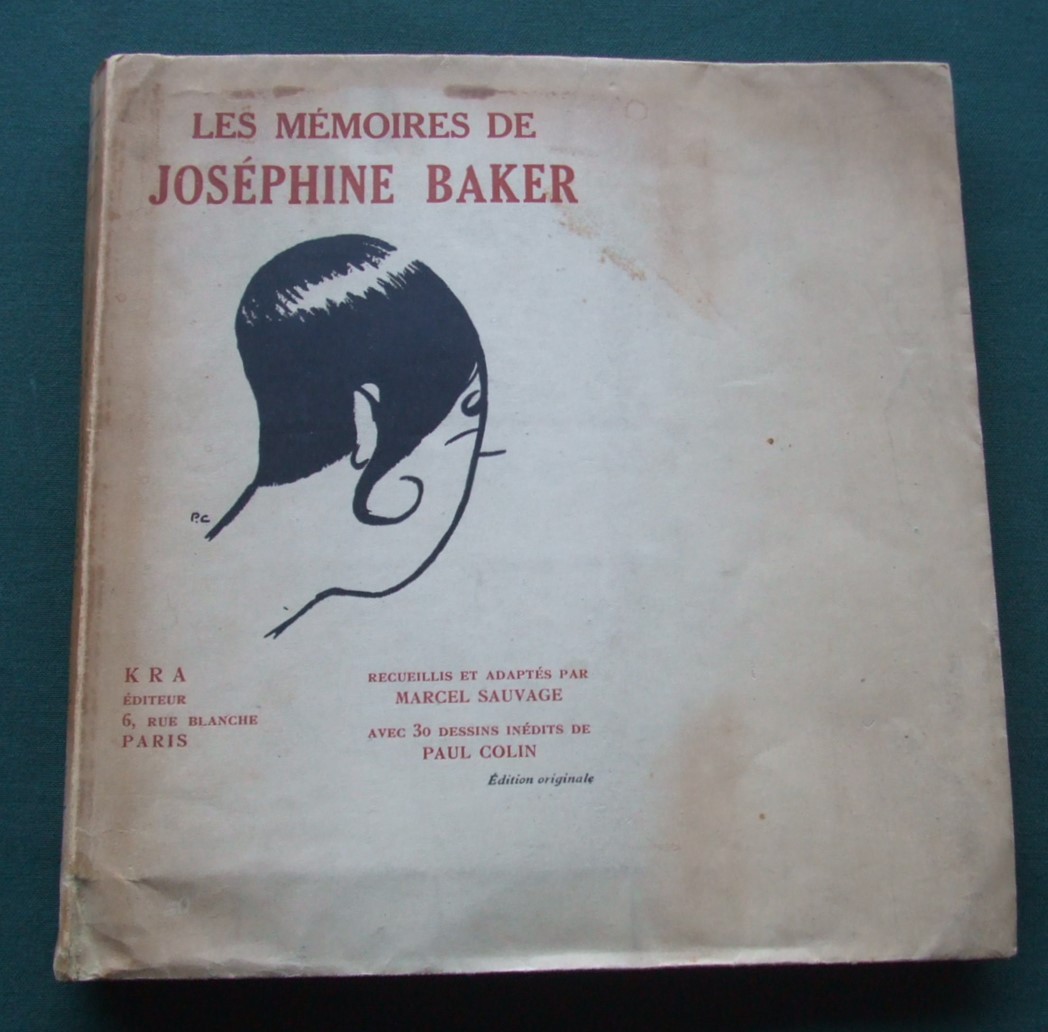 LES MÉMOIRES DE
JOSÉPHINE BAKER
P.C
KRA
ÉDITEUR
6, RUE BLANCHE
PARIS
RECUEILLIS ET ADAPTÉS PAR
MARCEL SAUVAGE
AVEC 30 DESSINS INÉDITS DE
PAUL COLIN
Édition originale